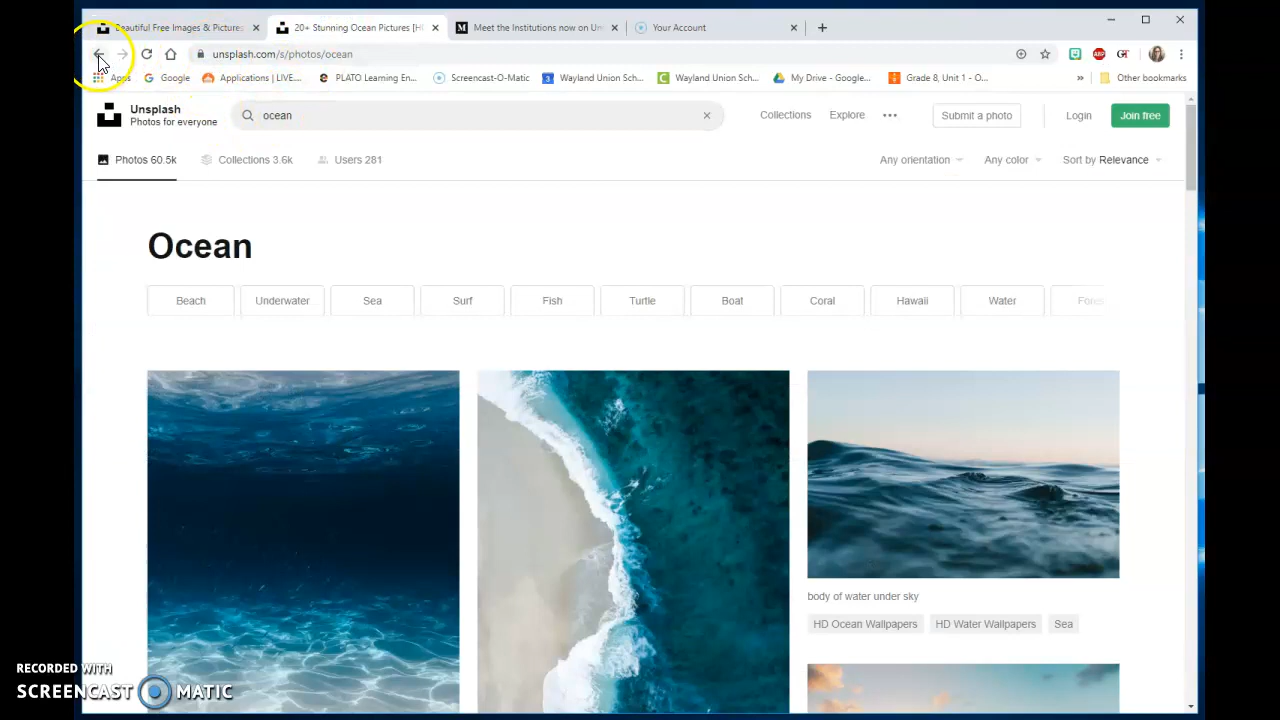 Beautiful Free Images & Pictures
20+ Stunning Ocean Pictures [H
Meet the Institutions now on Un
Your Account
unsplash.com/s/photos/ocean
Apps
Google
Applications | LIVE...
PLATO Learning En...
Screencast-O-Matic
Wayland Union Sch...
Wayland Union Sch...
My Drive - Google...
Grade 8, Unit 1 - O...
Other bookmarks
Unsplash
Photos for everyone
ocean
Collections
Explore
Submit a photo
Login
Join free
Photos 60.5k
Collections 3.6k
Users 281
Any orientation
Any color
Sort by Relevance
Ocean
Beach
Underwater
Sea
Surf
Fish
Turtle
Boat
Coral
Hawaii
Water
body of water under sky
HD Ocean Wallpapers
HD Water Wallpapers
Sea
RECORDED WITH
SCREENCAST MATIC